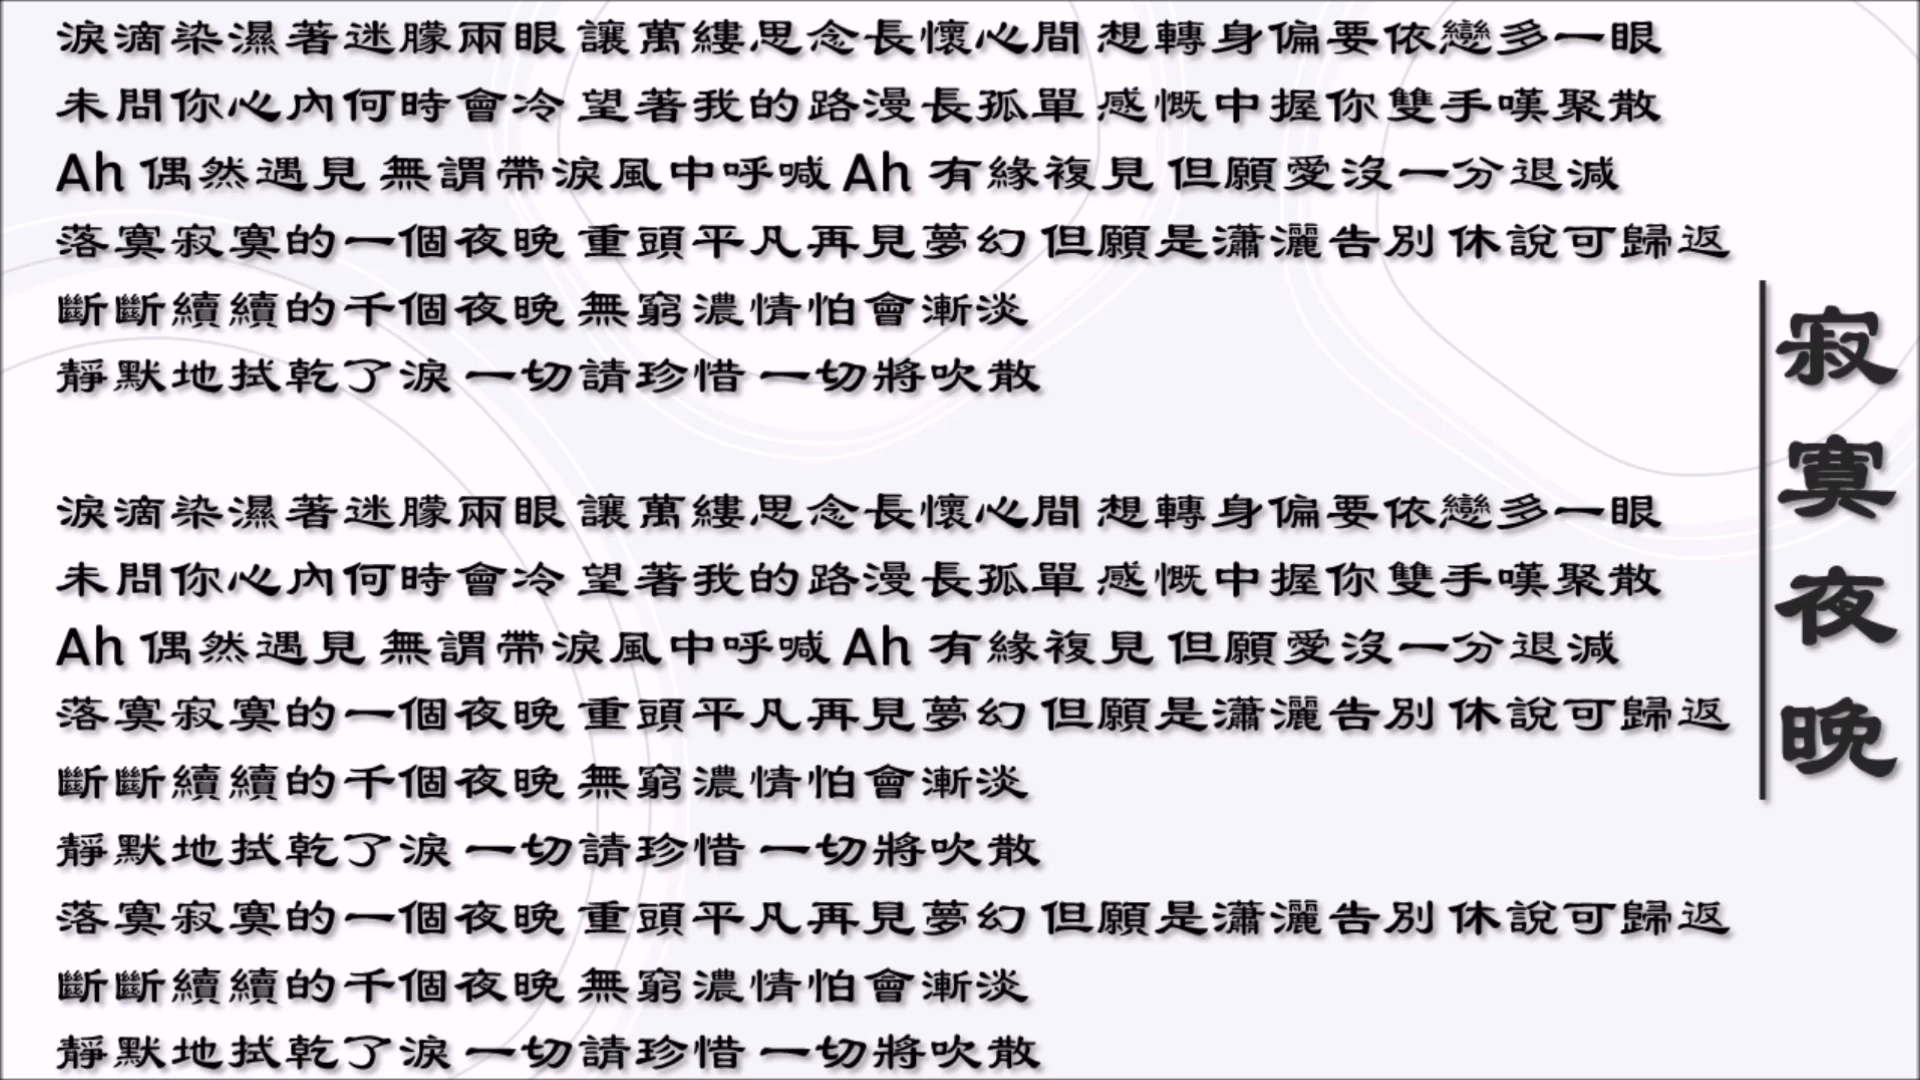 淚滴染濕著迷朦兩眼 讓萬縷思念長懷心間 想轉身偏要依戀多一眼
未問你心內何時會冷 望著我的路漫長孤單 感慨中握你雙手嘆聚散
Ah 偶然遇見 無謂帶淚風中呼喊 Ah 有緣複見 但願愛沒一分退減
落寞寂寞的一個夜晚 重頭平凡再見夢幻 但願是瀟灑告別 休說可歸返
斷斷續續的千個夜晚 無窮濃情怕會漸淡
靜默地拭乾了淚 一切請珍惜 一切將吹散
淚滴染濕著迷朦兩眼 讓萬縷思念長懷心間 想轉身偏要依戀多一眼
未問你心內何時會冷 望著我的路漫長孤單 感慨中握你雙手嘆聚散
Ah 偶然遇見 無謂帶淚風中呼喊 Ah 有緣複見 但願愛沒一分退減
落寞寂寞的一個夜晚 重頭平凡再見夢幻 但願是瀟灑告別 休說可歸返
斷斷續續的千個夜晚 無窮濃情怕會漸淡
靜默地拭乾了淚 一切請珍惜 一切將吹散
落寞寂寞的一個夜晚 重頭平凡再見夢幻 但願是瀟灑告別 休說可歸返
斷斷續續的千個夜晚 無窮濃情怕會漸淡
靜默地拭乾了淚 一切請珍惜 一切將吹散
寂寞夜晚